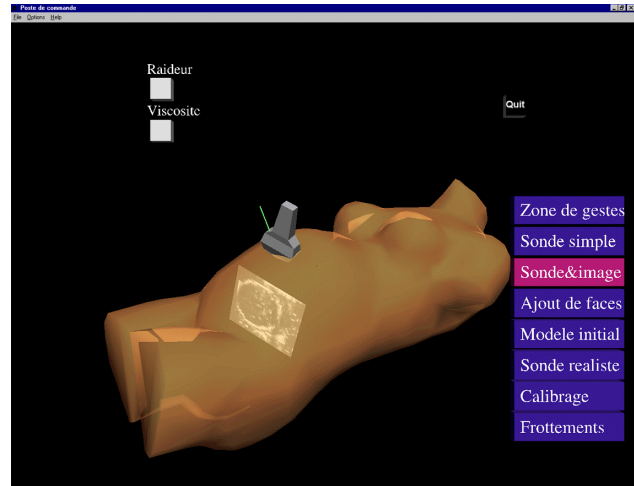 Poste de commande
File Options Help
Raideur
Viscosite
Quit
Zone de gestes
Sonde simple
Sonde&image
Ajout de faces
Modele initial
Sonde realiste
Calibrage
Frottements